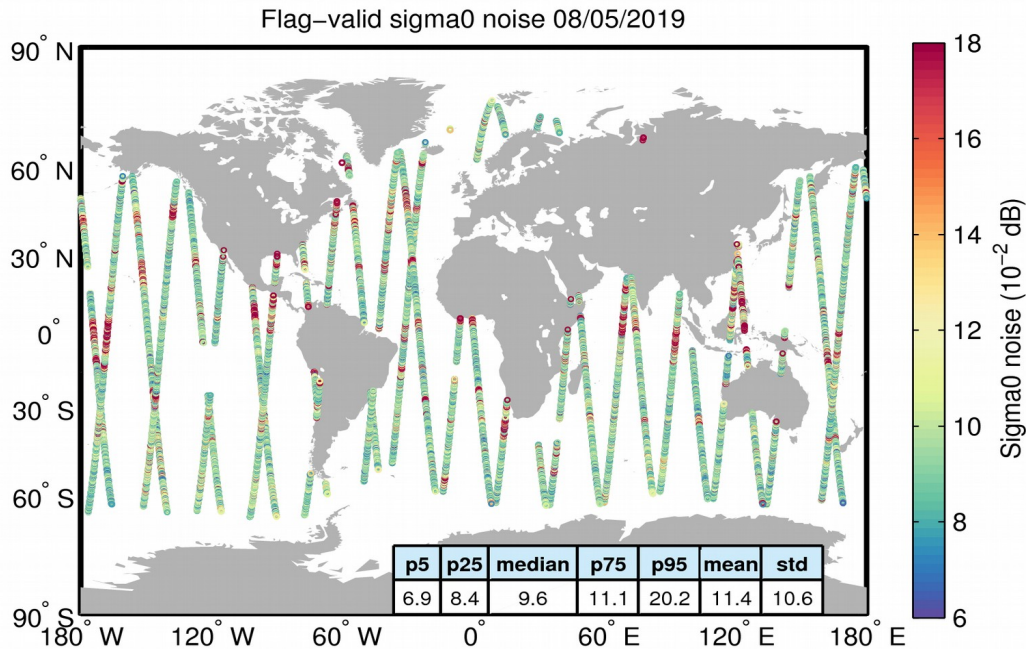 Flag−valid sigma0 noise 08/05/2019
90° N
60° N
30° N
0°
30° S
60° S
90° S
180° W
120° W
60° W
0°
60° E
120° E
180° E
p5 p25 median p75 p95 mean std
6.9 8.4 9.6 11.1 20.2 11.4 10.6
18
16
14
12
10
8
6
Sigma0 noise (10⁻² dB)